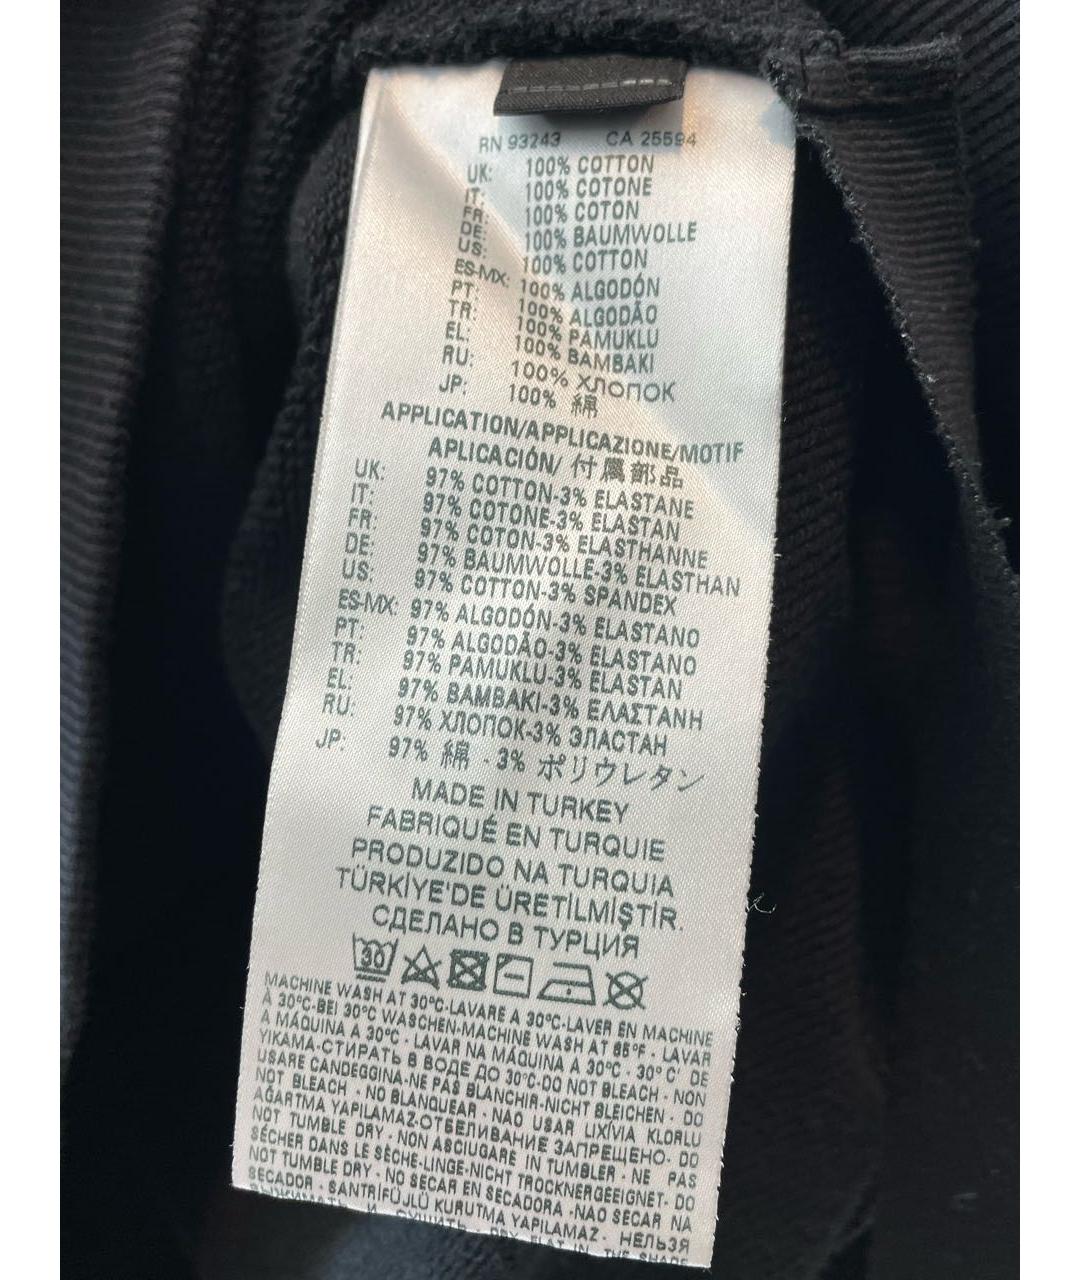 RN 93243 CA 25594
UK: 100% COTTON
IT: 100% COTONE
FR: 100% COTON
DE: 100% BAUMWOLLE
US: 100% COTTON
ES-MX: 100% ALGODÓN
PT: 100% ALGODÃO
TR: 100% PAMUKLU
EL: 100% BAMBAKI
RU: 100% ХЛОПОК
JP: 100% 綿
APPLICATION/APPLICAZIONE/MOTIF
APLICACIÓN/ 付属部品
UK: 97% COTTON-3% ELASTANE
IT: 97% COTONE-3% ELASTAN
FR: 97% COTON-3% ELASTHANNE
DE: 97% BAUMWOLLE-3% ELASTHAN
US: 97% COTTON-3% SPANDEX
ES-MX: 97% ALGODÓN-3% ELASTANO
PT: 97% ALGODÃO-3% ELASTANO
TR: 97% PAMUKLU-3% ELASTAN
EL: 97% BAMBAKI-3% ΕΛΑΣΤΑΝΗ
RU: 97% ХЛОПОК-3% ЭЛАСТАН
JP: 97% 綿 - 3% ポリウレタン
MADE IN TURKEY
FABRIQUÉ EN TURQUIE
PRODUZIDO NA TURQUIA
TÜRKİYE'DE ÜRETİLMİŞTİR.
СДЕЛАНО В ТУРЦИЯ
30
MACHINE WASH AT 30°C-LAVARE A 30°C-LAVER EN MACHINE
À 30°C-BEI 30°C WASCHEN-MACHINE WASH AT 85°F - LAVAR
A MÁQUINA A 30°C - LAVAR NA MÁQUINA A 30°C - 30° C' DE
YIKAMA-СТИРАТЬ В ВОДЕ ДО 30°C-DO NOT BLEACH - NON
USARE CANDEGGINA-NE PAS BLANCHIR-NICHT BLEICHEN - DO
NOT BLEACH - NO BLANQUEAR - NAO USAR LIXÍVIA KLORLU
AĞARTMA YAPILAMAZ-ОТБЕЛИВАНИЕ ЗАПРЕЩЕНО- DO
NOT TUMBLE DRY - NON ASCIUGARE IN TUMBLER - NE PAS
SÉCHER DANS LE SÈCHE-LINGE-NICHT TROCKNERGEEIGNET- DO
NOT TUMBLE DRY - NO SECAR EN SECADORA -NAO SECAR NA
SECADOR - SANTRİFÜJLÜ KURUTMA YAPILAMAZ - НЕЛЬЗЯ
И СУШИТЬ - DRY FLAT IN THE SHADE